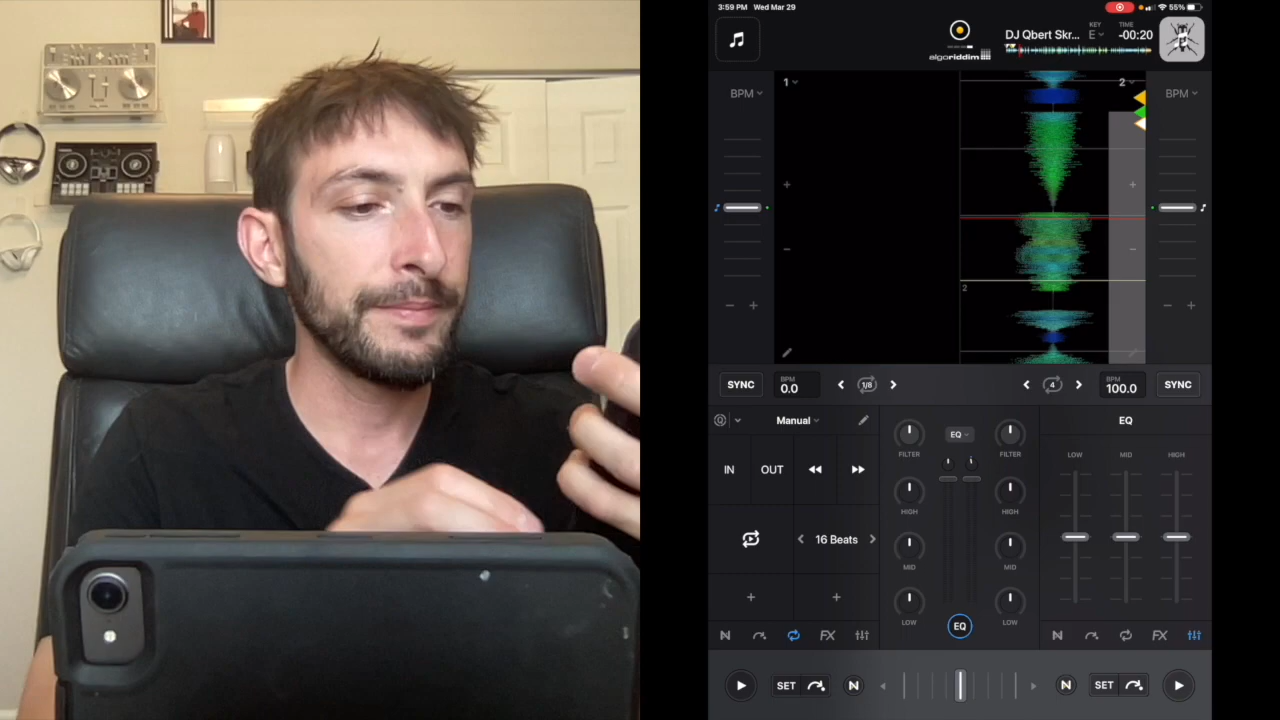 3:59 PM Wed Mar 29
55%
algoriddim
DJ Qbert Skr...
KEY
E
TIME
-00:20
1
2
BPM
BPM
2
SYNC
BPM
0.0
1/8
4
BPM
100.0
SYNC
Manual
IN OUT
16 Beats
EQ
FILTER FILTER
HIGH HIGH
MID MID
LOW LOW
EQ
EQ
LOW MID HIGH
N FX
N FX
SET N
N SET